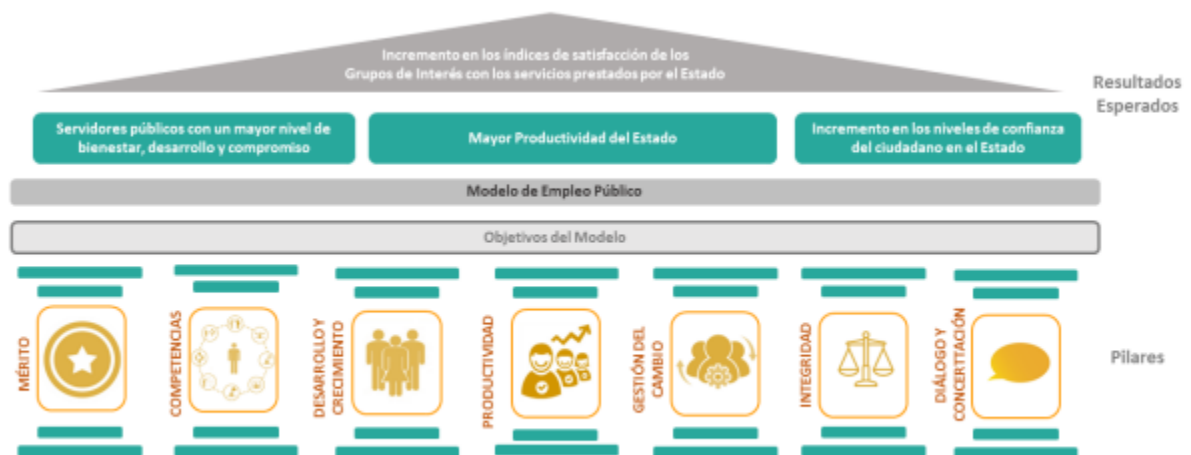 Incremento en los índices de satisfacción de los
Grupos de Interés con los servicios prestados por el Estado
Resultados
Esperados
Servidores públicos con un mayor nivel de
bienestar, desarrollo y compromiso
Mayor Productividad del Estado
Incremento en los niveles de confianza
del ciudadano en el Estado
Modelo de Empleo Público
Objetivos del Modelo
MÉRITO
COMPETENCIAS
DESARROLLO Y
CRECIMIENTO
PRODUCTIVIDAD
GESTIÓN DEL
CAMBIO
INTEGRIDAD
DIÁLOGO Y
CONCERTTACIÓN
Pilares